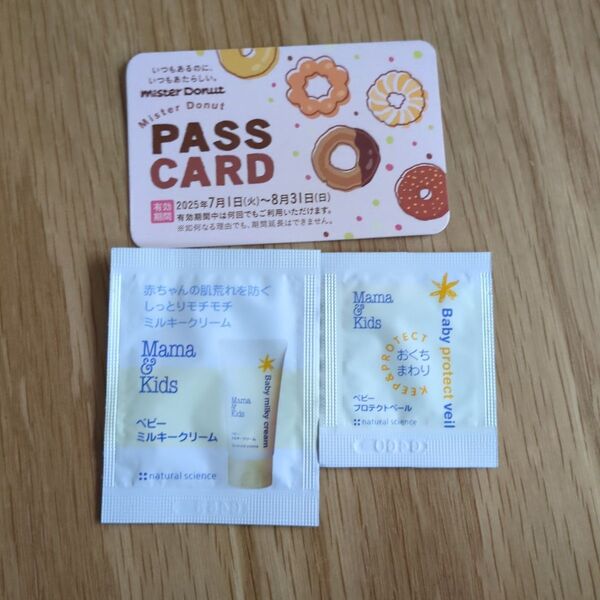 いつもあるのに、
いつもあたらしい。
mister Donut
Mister Donut
PASS
CARD
有効
期間
2025年7月1日(火)~8月31日(日)
有効期間中は何回でもご利用いただけます。
※如何なる理由でも、期間延長はできません。
赤ちゃんの肌荒れを防ぐ
しっとりモチモチ
ミルキークリーム
Mama
&
Kids
ベビー
ミルキークリーム
natural science
Baby milky cream
Mama
&
Kids
Mama
&
Kids
KEEP&PROTECT
おくち
まわり
ベビー
プロテクトベール
natural science
Baby protect veil